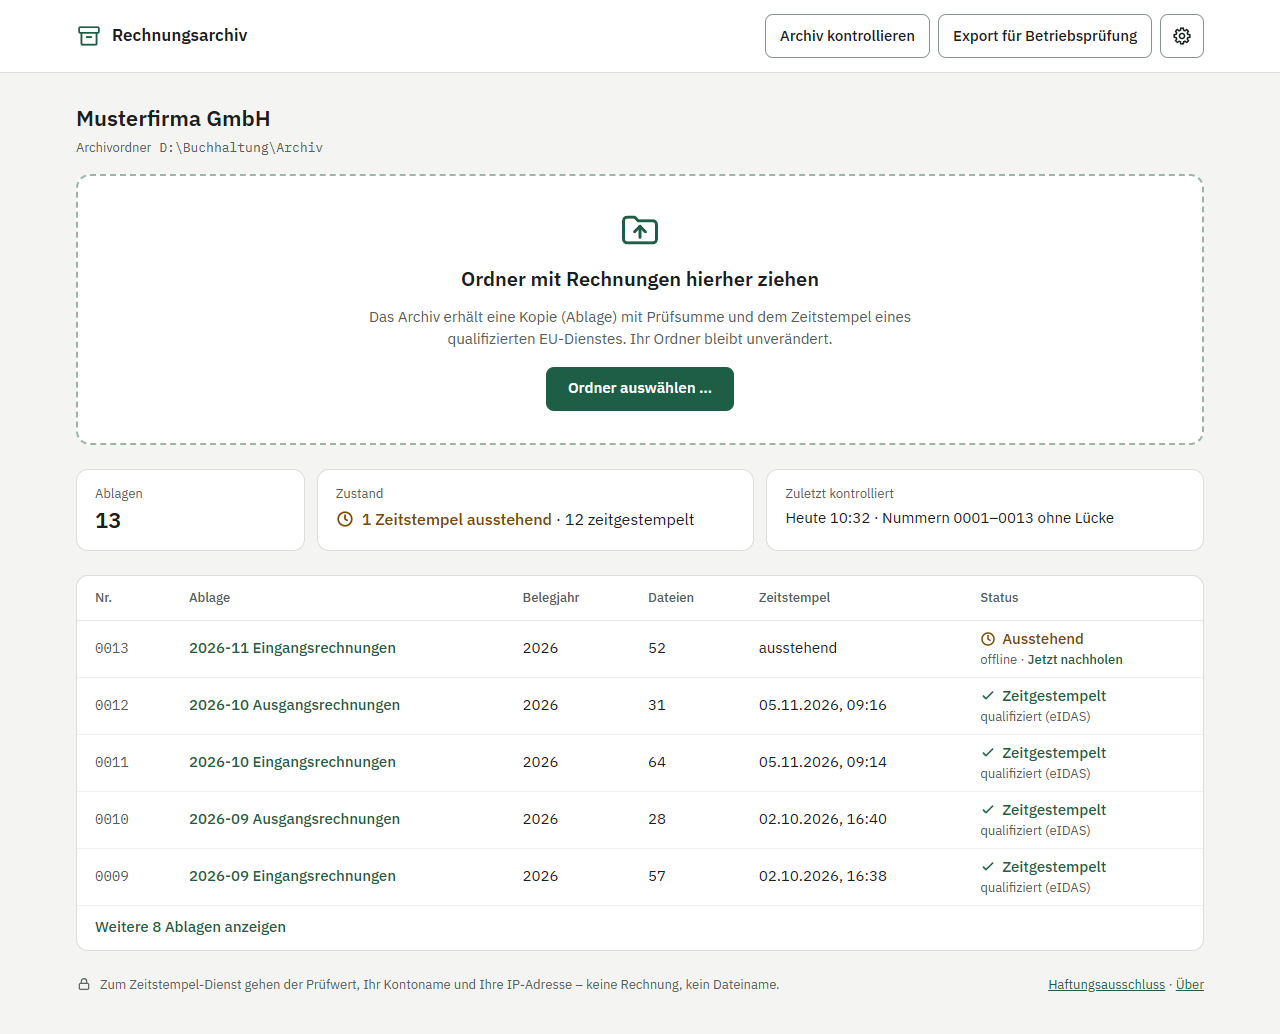 Rechnungsarchiv
Archiv kontrollieren
Export für Betriebsprüfung
Musterfirma GmbH
Archivordner D:\Buchhaltung\Archiv
Ordner mit Rechnungen hierher ziehen
Das Archiv erhält eine Kopie (Ablage) mit Prüfsumme und dem Zeitstempel eines
qualifizierten EU-Dienstes. Ihr Ordner bleibt unverändert.
Ordner auswählen ...
Ablagen
13
Zustand
1 Zeitstempel ausstehend · 12 zeitgestempelt
Zuletzt kontrolliert
Heute 10:32 · Nummern 0001–0013 ohne Lücke
Nr. Ablage Belegjahr Dateien Zeitstempel Status
0013 2026-11 Eingangsrechnungen 2026 52 ausstehend Ausstehend
offline · Jetzt nachholen
0012 2026-10 Ausgangsrechnungen 2026 31 05.11.2026, 09:16 Zeitgestempelt
qualifiziert (eIDAS)
0011 2026-10 Eingangsrechnungen 2026 64 05.11.2026, 09:14 Zeitgestempelt
qualifiziert (eIDAS)
0010 2026-09 Ausgangsrechnungen 2026 28 02.10.2026, 16:40 Zeitgestempelt
qualifiziert (eIDAS)
0009 2026-09 Eingangsrechnungen 2026 57 02.10.2026, 16:38 Zeitgestempelt
qualifiziert (eIDAS)
Weitere 8 Ablagen anzeigen
Zum Zeitstempel-Dienst gehen der Prüfwert, Ihr Kontoname und Ihre IP-Adresse – keine Rechnung, kein Dateiname.
Haftungsausschluss · Über